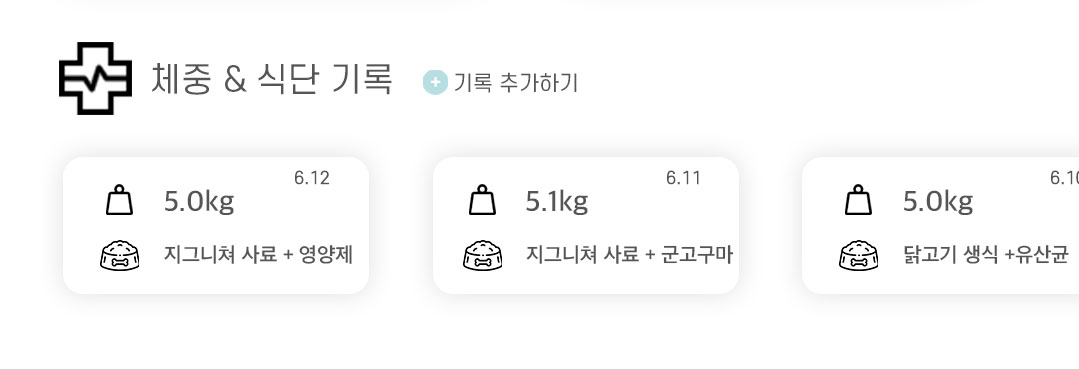 체중 & 식단 기록
기록 추가하기
6.12
5.0kg
지그니쳐 사료 + 영양제
6.11
5.1kg
지그니쳐 사료 + 군고구마
6.10
5.0kg
닭고기 생식 +유산균